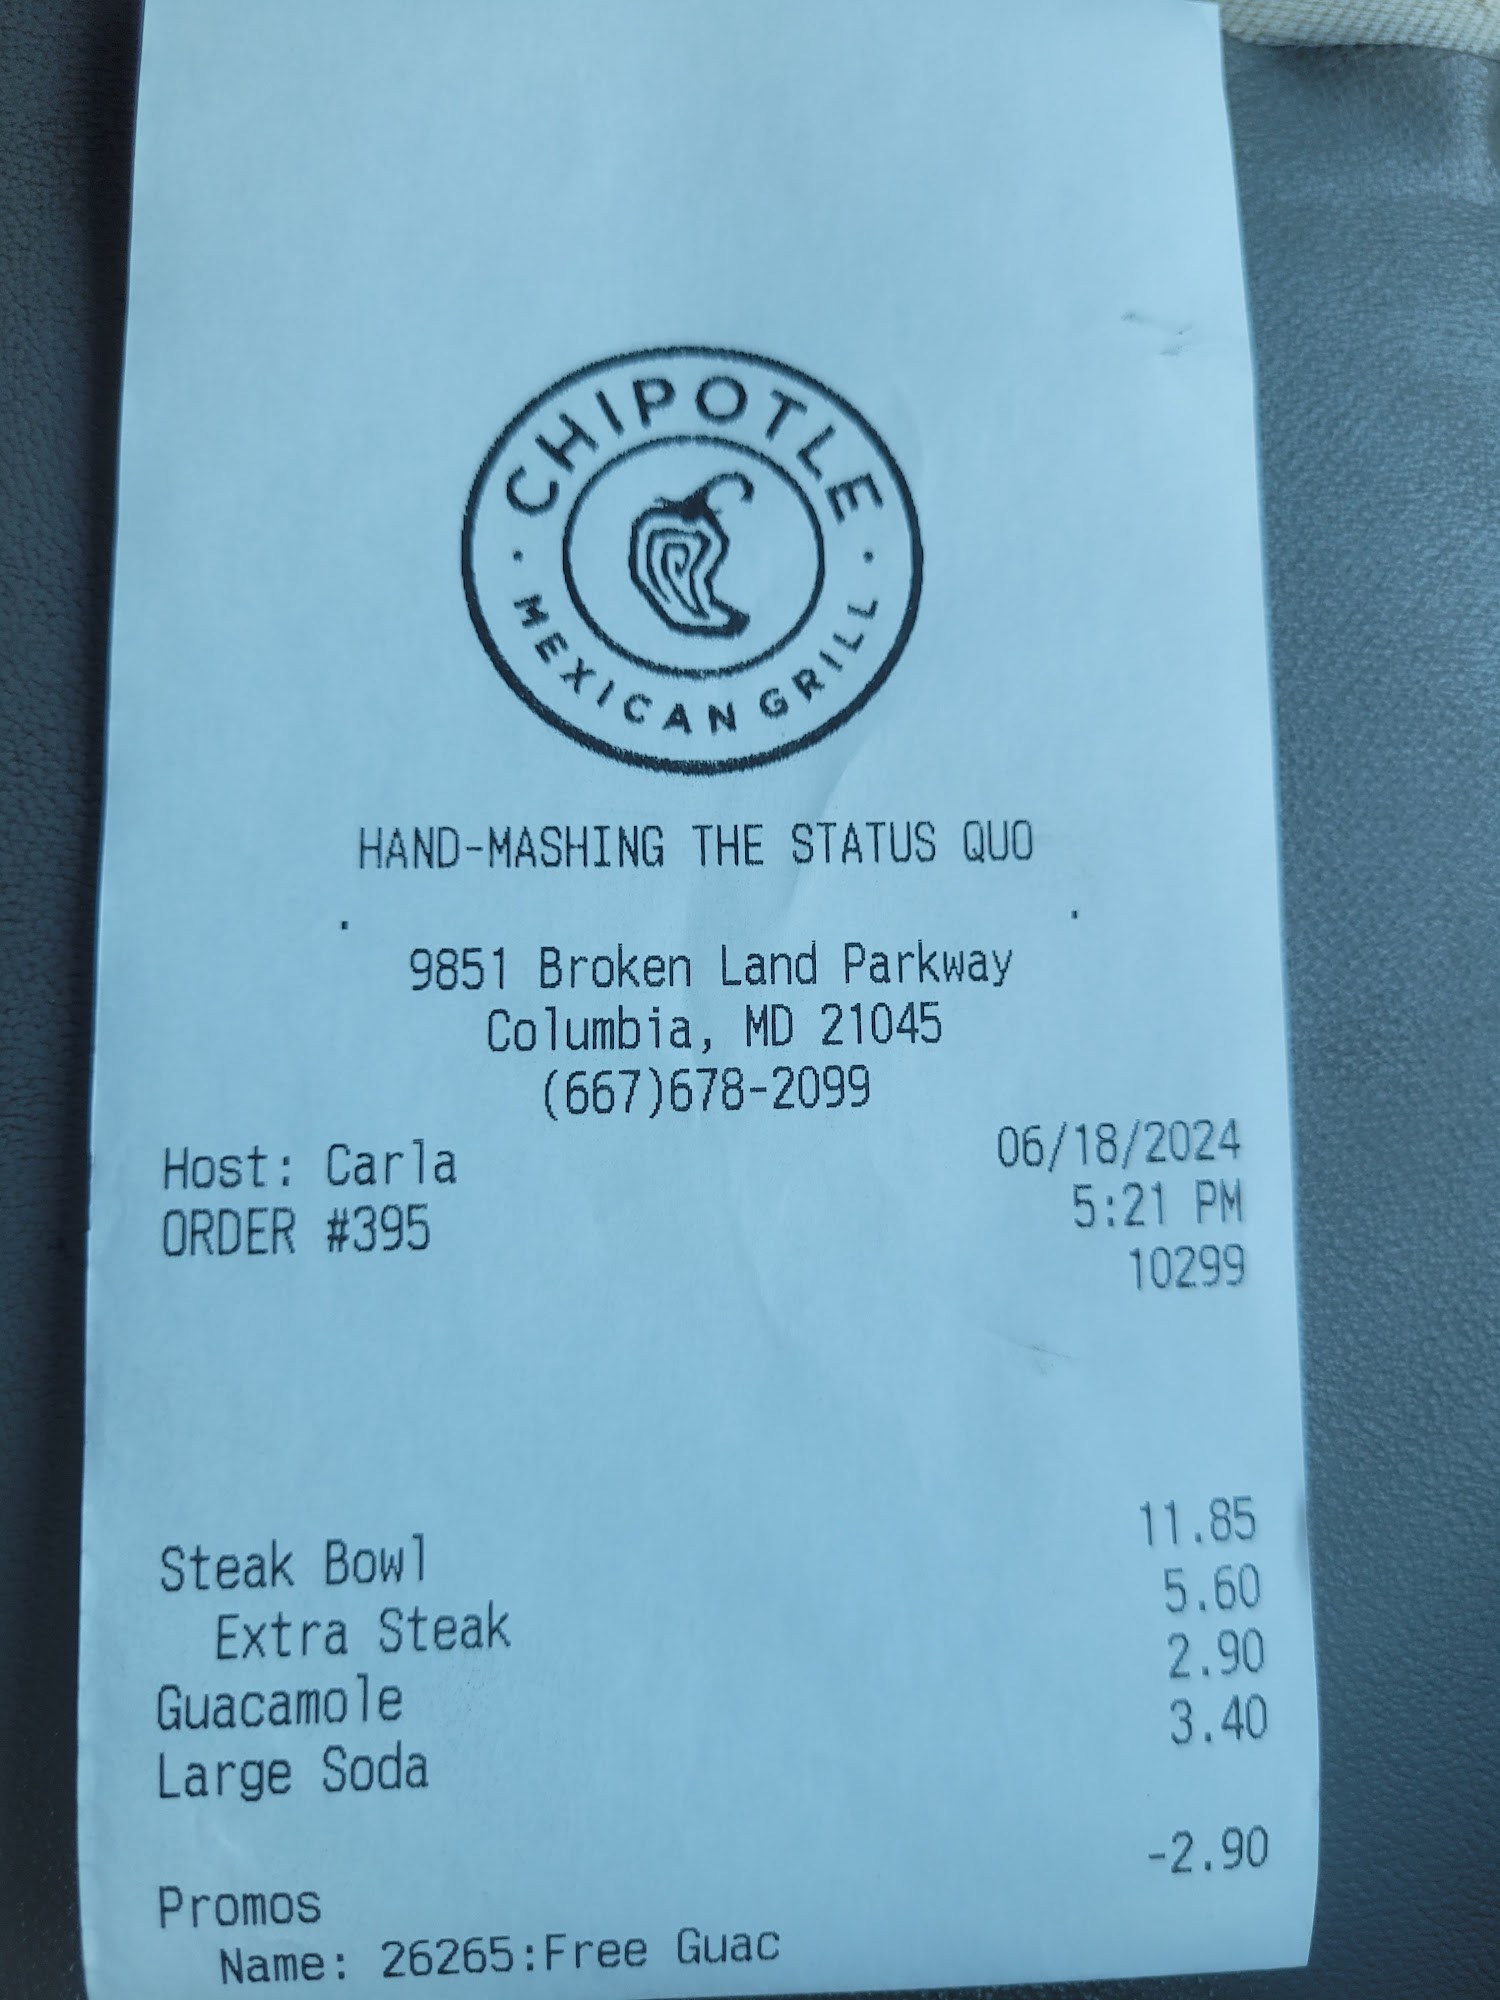 CHIPOTLE
MEXICAN GRILL
HAND-MASHING THE STATUS QUO
9851 Broken Land Parkway
Columbia, MD 21045
(667)678-2099
Host: Carla 06/18/2024
ORDER #395 5:21 PM
10299
Steak Bowl 11.85
Extra Steak 5.60
Guacamole 2.90
Large Soda 3.40
Promos -2.90
Name: 26265:Free Guac